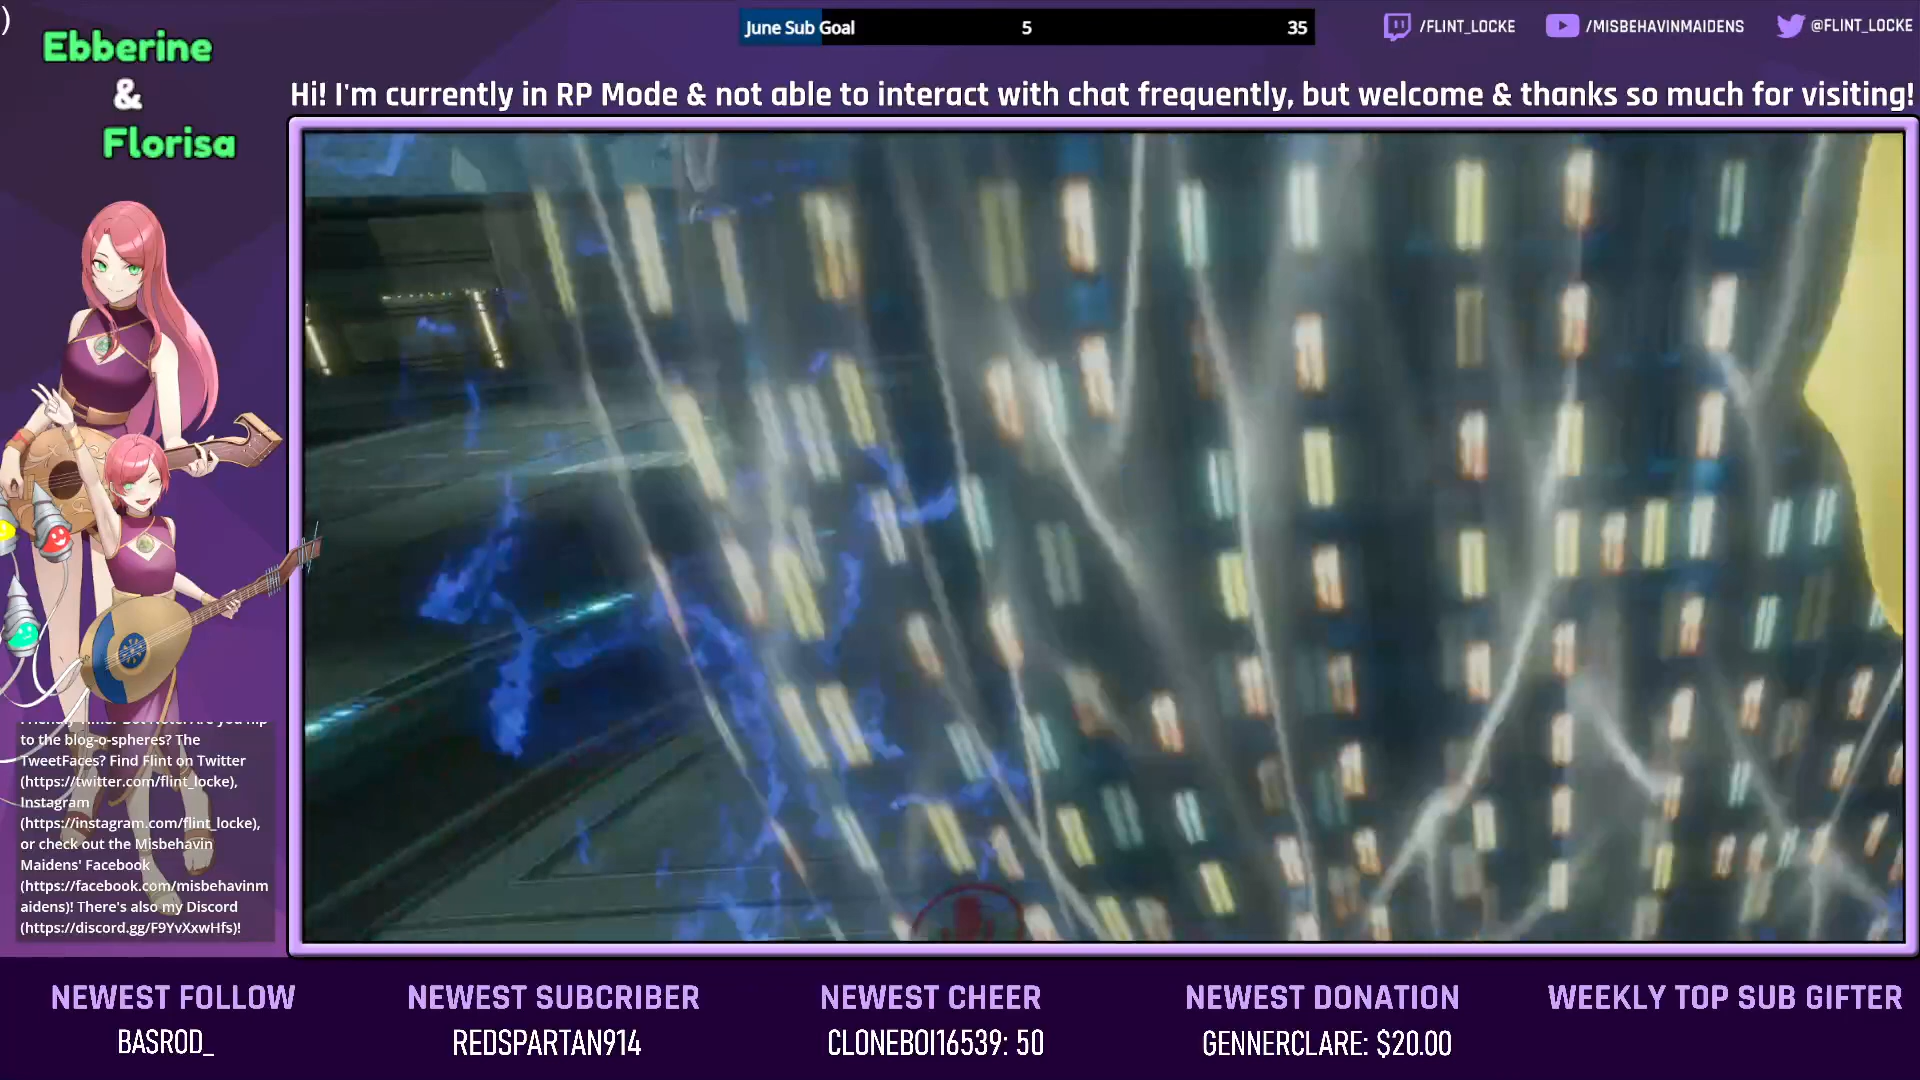 )
Ebberine
&
Florisa
June Sub Goal 5 35
/FLINT_LOCKE
/MISBEHAVINMAIDENS
@FLINT_LOCKE
Hi! I'm currently in RP Mode & not able to interact with chat frequently, but welcome & thanks so much for visiting!
to the blog-o-spheres? The
TweetFaces? Find Flint on Twitter
(https://twitter.com/flint_locke),
Instagram
(https://instagram.com/flint_locke),
or check out the Misbehavin
Maidens' Facebook
(https://facebook.com/misbehavinm
aidens)! There's also my Discord
(https://discord.gg/F9YvXxwHfs)!
NEWEST FOLLOW
BASROD_
NEWEST SUBCRIBER
REDSPARTAN914
NEWEST CHEER
CLONEBOI16539: 50
NEWEST DONATION
GENNERCLARE: $20.00
WEEKLY TOP SUB GIFTER